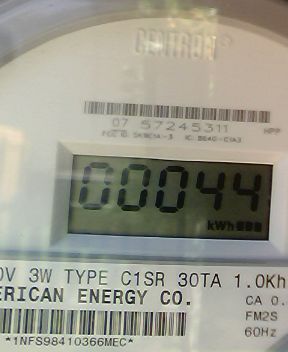 CENTRON®
07 57245311 HPP
00044
kWh
0V 3W TYPE C1SR 30TA 1.0Kh
ERICAN ENERGY CO.
CA 0.
FM2S
*1NFS98410366MEC*
60Hz